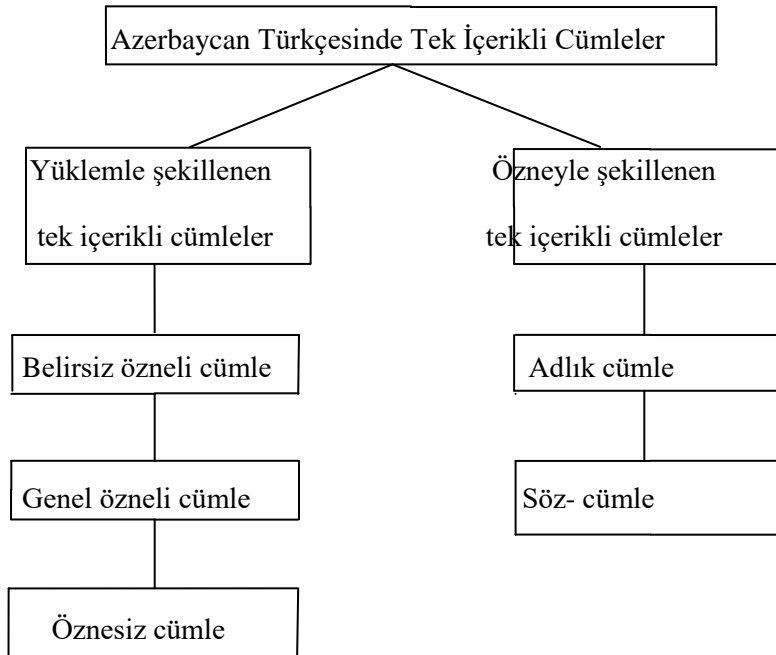 Azerbaycan Türkçesinde Tek İçerikli Cümleler
Yüklemle şekillenen
tek içerikli cümleler
Özneyle şekillenen
tek içerikli cümleler
Belirsiz özneli cümle
Adlık cümle
Genel özneli cümle
Söz- cümle
Öznesiz cümle